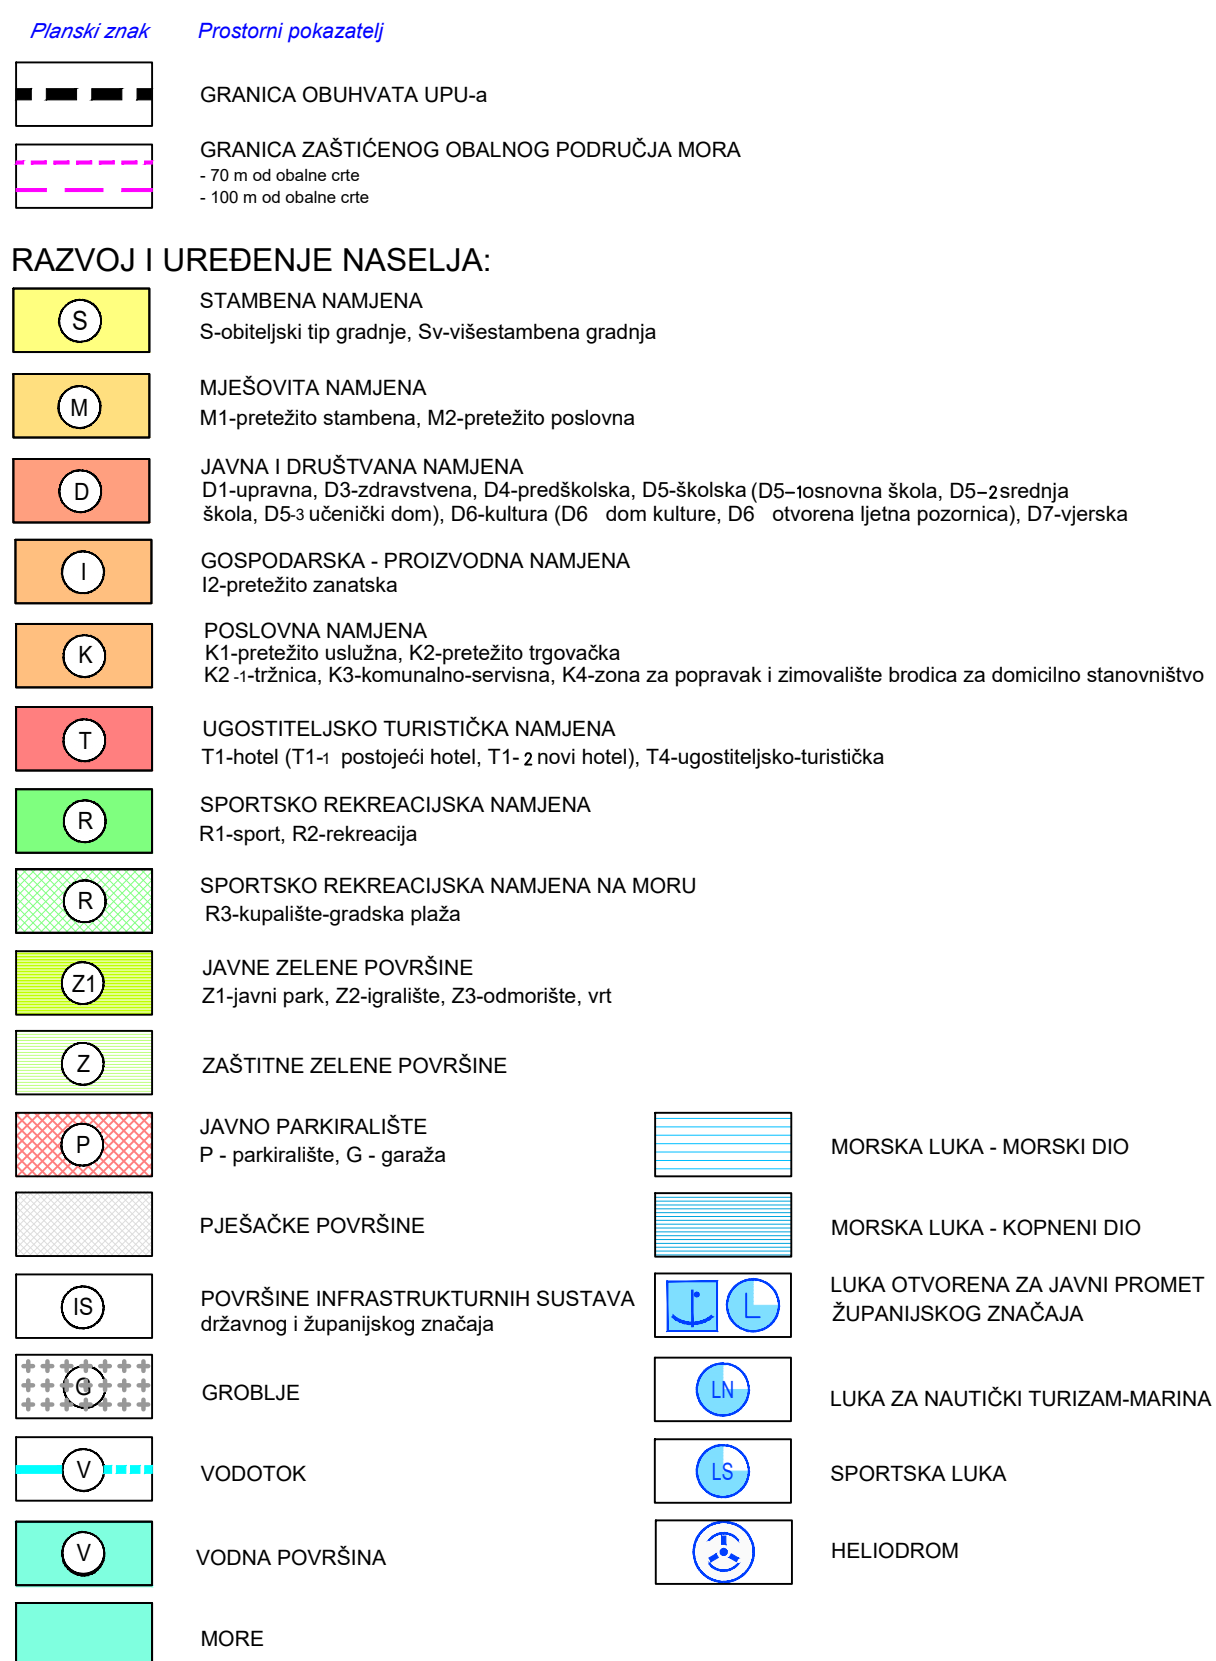 Planski znak Prostorni pokazatelj
GRANICA OBUHVATA UPU-a
GRANICA ZAŠTIĆENOG OBALNOG PODRUČJA MORA
- 70 m od obalne crte
- 100 m od obalne crte
RAZVOJ I UREĐENJE NASELJA:
S STAMBENA NAMJENA
S-obiteljski tip gradnje, Sv-višestambena gradnja
M MJEŠOVITA NAMJENA
M1-pretežito stambena, M2-pretežito poslovna
D JAVNA I DRUŠTVANA NAMJENA
D1-upravna, D3-zdravstvena, D4-predškolska, D5-školska (D5-1osnovna škola, D5-2srednja
škola, D5-3 učenički dom), D6-kultura (D6 dom kulture, D6 otvorena ljetna pozornica), D7-vjerska
I GOSPODARSKA - PROIZVODNA NAMJENA
I2-pretežito zanatska
K POSLOVNA NAMJENA
K1-pretežito uslužna, K2-pretežito trgovačka
K2-1-tržnica, K3-komunalno-servisna, K4-zona za popravak i zimovalište brodica za domicilno stanovništvo
T UGOSTITELJSKO TURISTIČKA NAMJENA
T1-hotel (T1-1 postojeći hotel, T1-2 novi hotel), T4-ugostiteljsko-turistička
R SPORTSKO REKREACIJSKA NAMJENA
R1-sport, R2-rekreacija
R SPORTSKO REKREACIJSKA NAMJENA NA MORU
R3-kupalište-gradska plaža
Z1 JAVNE ZELENE POVRŠINE
Z1-javni park, Z2-igralište, Z3-odmorište, vrt
Z ZAŠTITNE ZELENE POVRŠINE
P JAVNO PARKIRALIŠTE
P - parkiralište, G - garaža
PJEŠAČKE POVRŠINE
IS POVRŠINE INFRASTRUKTURNIH SUSTAVA
državnog i županijskog značaja
G GROBLJE
V VODOTOK
V VODNA POVRŠINA
MORE
MORSKA LUKA - MORSKI DIO
MORSKA LUKA - KOPNENI DIO
L LUKA OTVORENA ZA JAVNI PROMET
ŽUPANIJSKOG ZNAČAJA
LN LUKA ZA NAUTIČKI TURIZAM-MARINA
LS SPORTSKA LUKA
HELIODROM